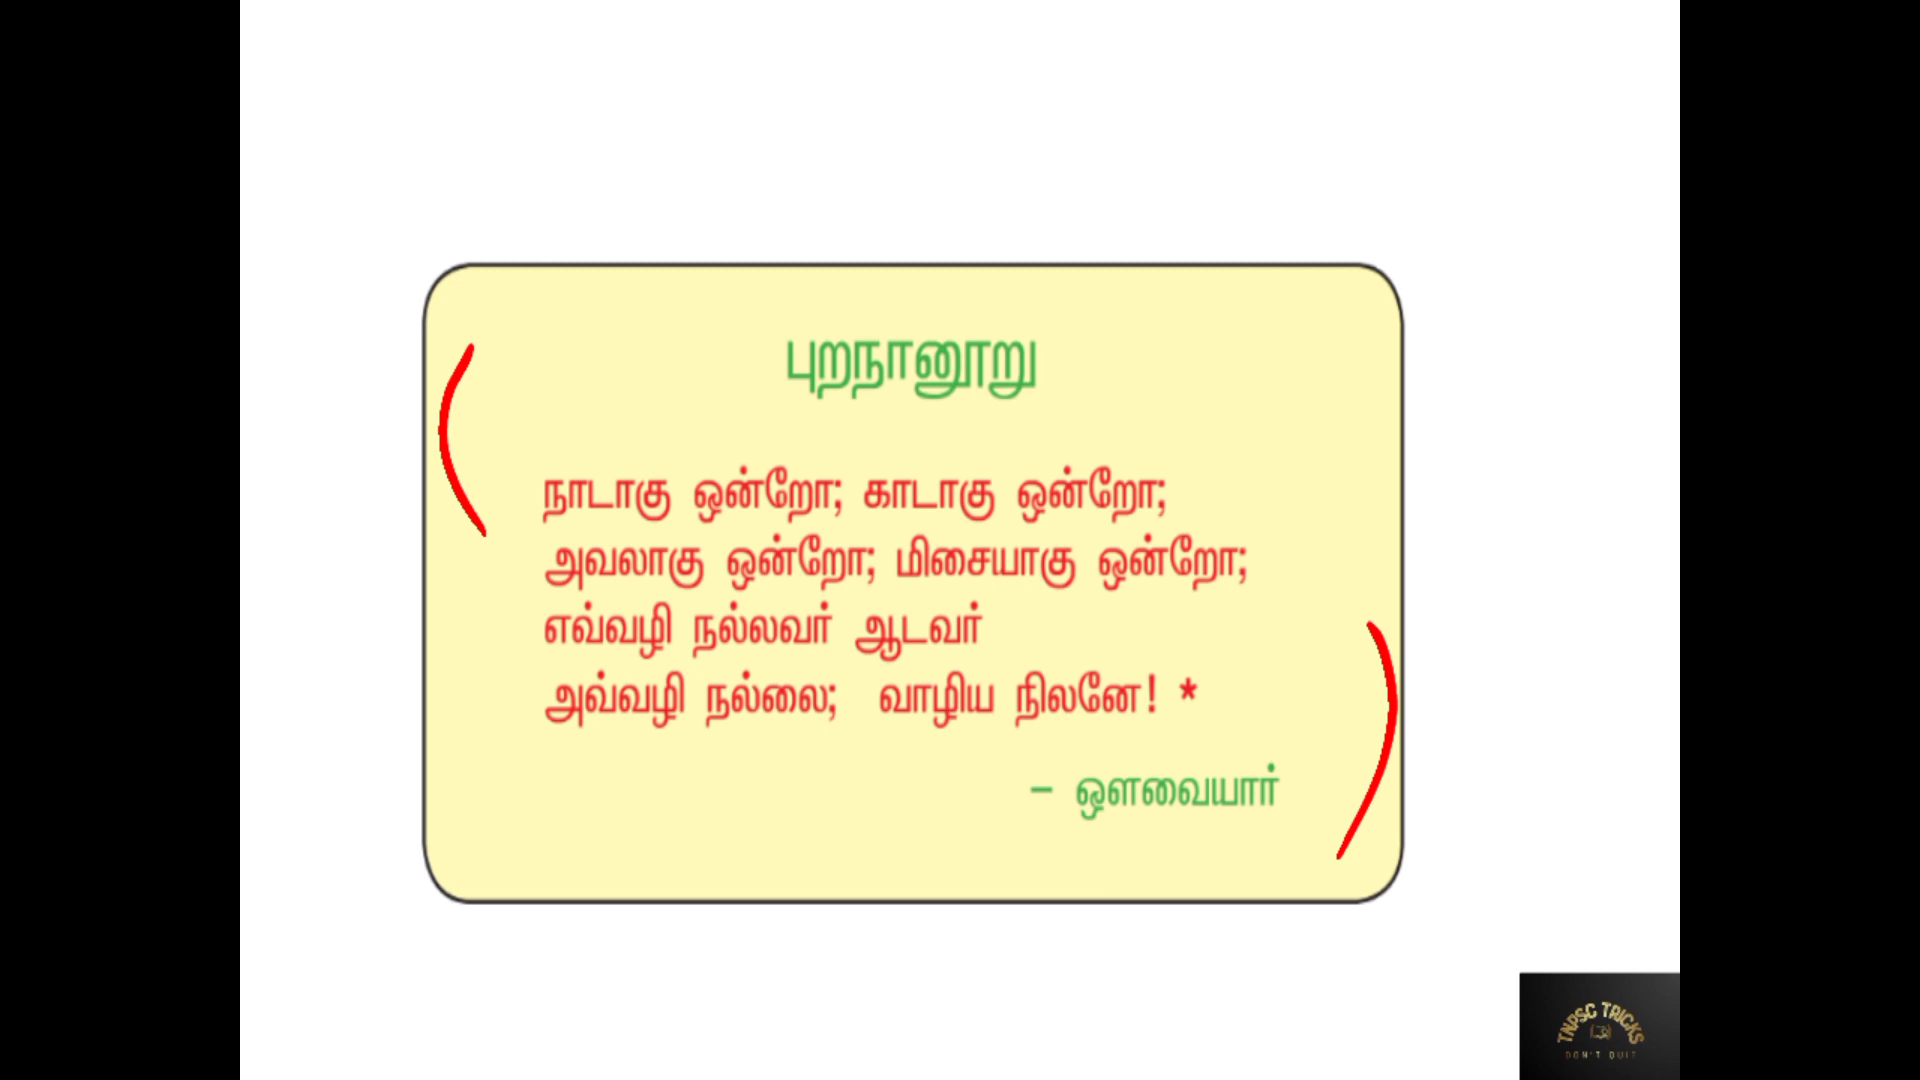 புறநானூறு
நாடாகு ஒன்றோ; காடாகு ஒன்றோ;
அவலாகு ஒன்றோ; மிசையாகு ஒன்றோ;
எவ்வழி நல்லவர் ஆடவர்
அவ்வழி நல்லை; வாழிய நிலனே! *
– ஔவையார்
TNPSC TRICKS
DON'T QUIT